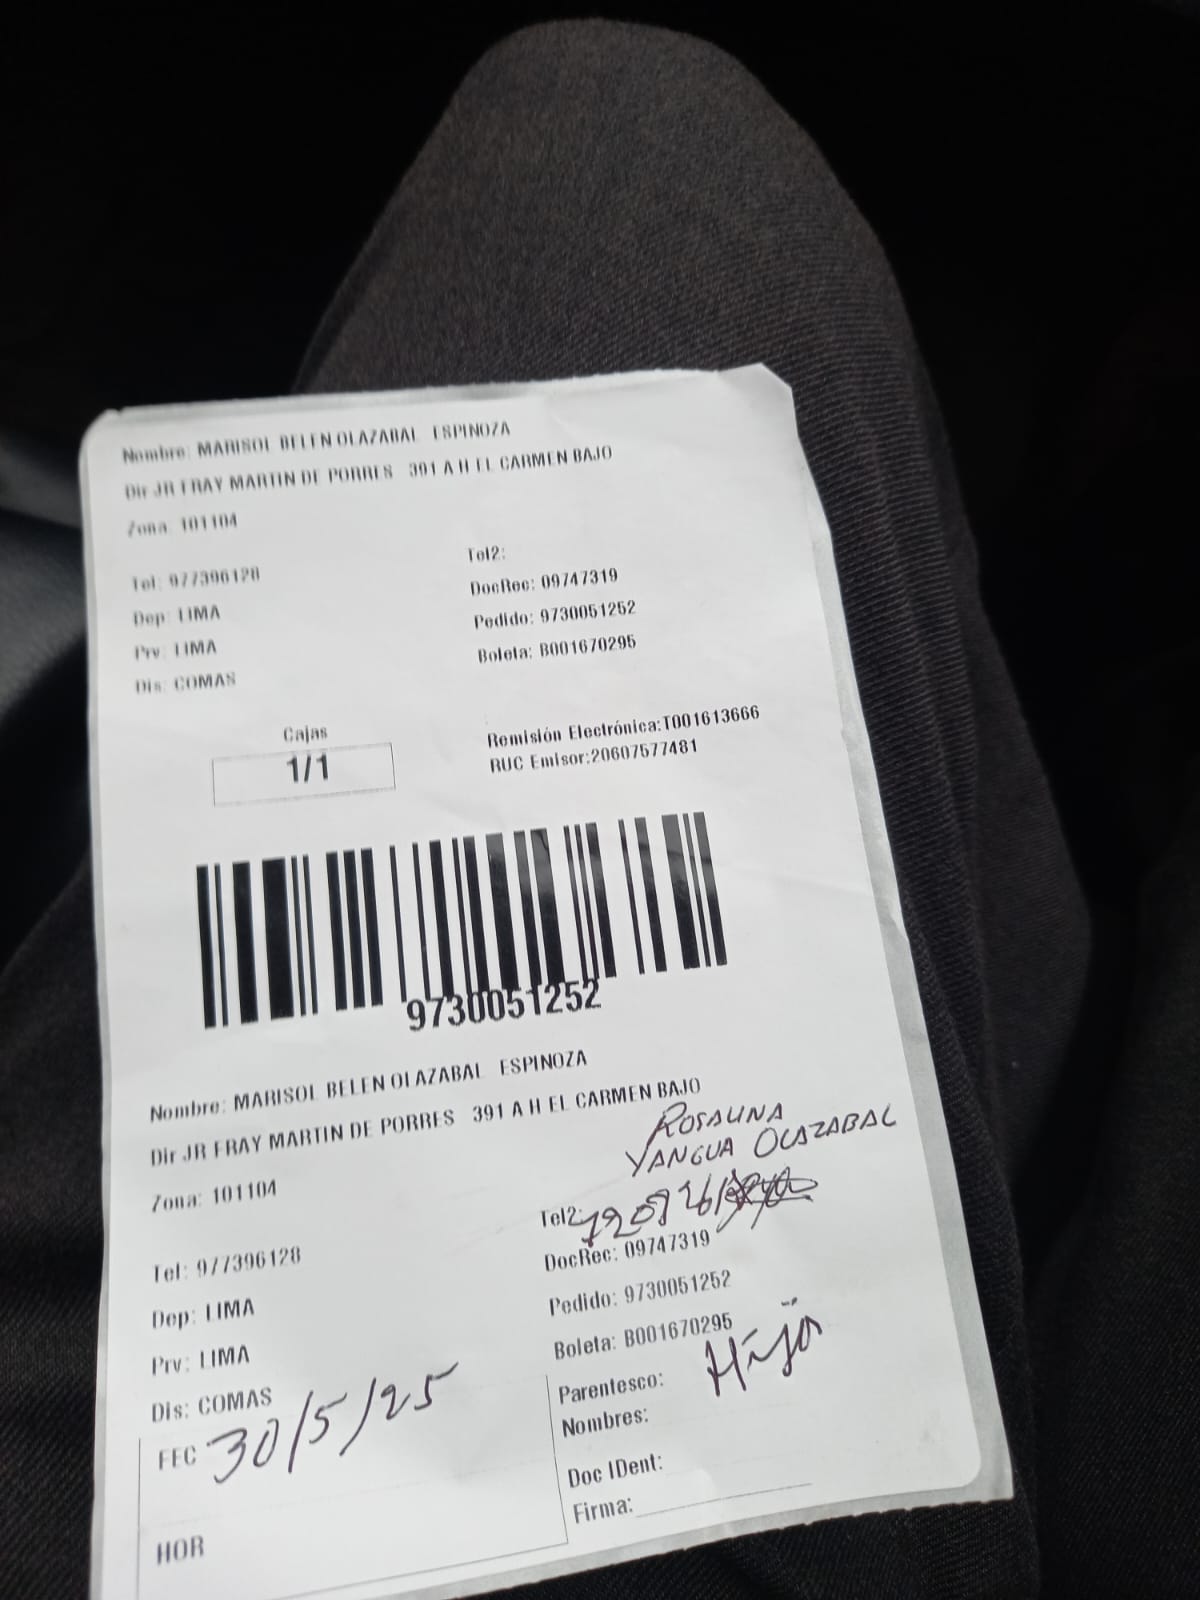 Nombre: MARISOL BELEN OLAZABAL ESPINOZA
Dir JR FRAY MARTIN DE PORRES 391 A H EL CARMEN BAJO
Zona: 101104
Tel: 977396128
Tel2:
Dep: LIMA
DocRec: 09747319
Prv: LIMA
Pedido: 9730051252
Dis: COMAS
Boleta: B001670295
Cajas
1/1
Remisión Electrónica:T001613666
RUC Emisor:20607577481
9730051252
Nombre: MARISOL BELEN OLAZABAL ESPINOZA
Dir JR FRAY MARTIN DE PORRES 391 A H EL CARMEN BAJO
ROSALINA
YANGUA OLAZABAL
Zona: 101104
Tel2:
Tel: 977396128
DocRec: 09747319
Dep: LIMA
Pedido: 9730051252
Prv: LIMA
Boleta: B001670295
Dis: COMAS
Parentesco: Hija
Nombres:
FEC 30/5/25
Doc IDent:
Firma:
HOR